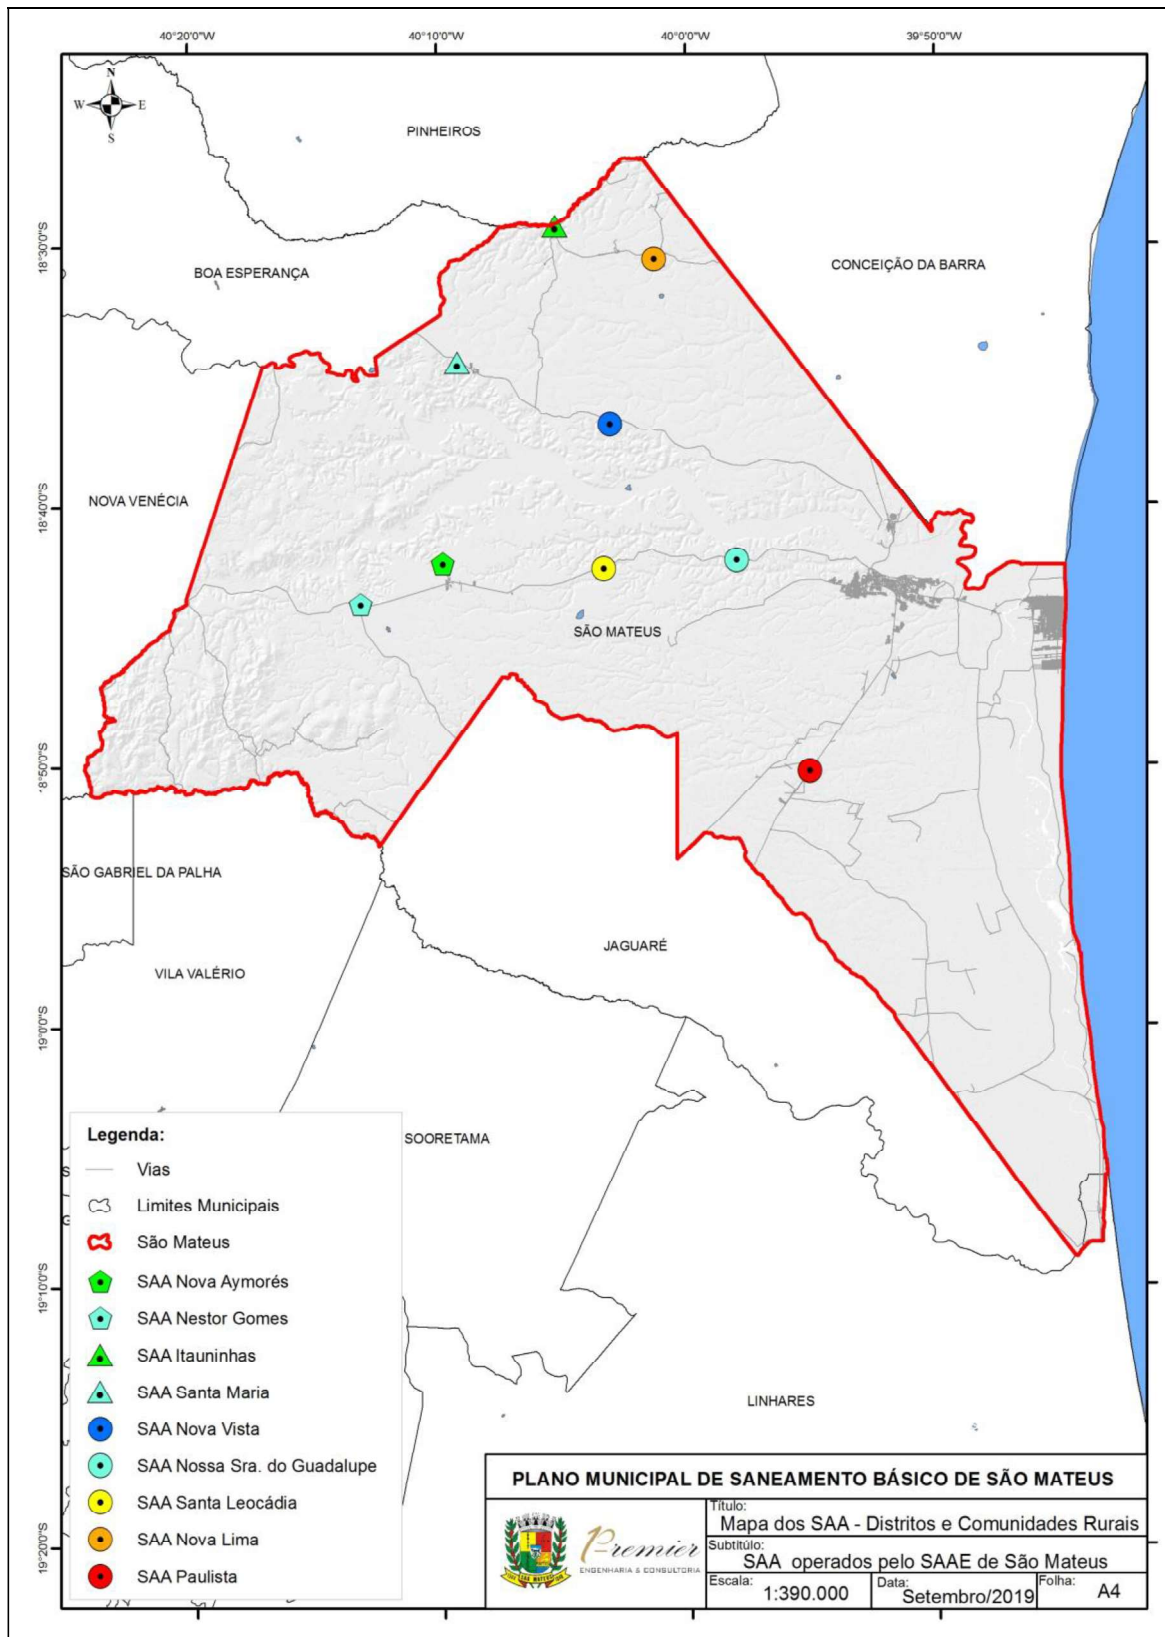 40°20'0"W 40°10'0"W 40°0'0"W 39°50'0"W
N
W E
S
PINHEIROS
18°30'0"S
BOA ESPERANÇA
CONCEIÇÃO DA BARRA
NOVA VENÉCIA
18°40'0"S
SÃO MATEUS
18°50'0"S
SÃO GABRIEL DA PALHA
JAGUARÉ
VILA VALÉRIO
19°0'0"S
SOORETAMA
Legenda:
Vias
Limites Municipais
São Mateus
SAA Nova Aymorés
SAA Nestor Gomes
SAA Itauninhas
SAA Santa Maria
SAA Nova Vista
SAA Nossa Sra. do Guadalupe
SAA Santa Leocádia
SAA Nova Lima
SAA Paulista
19°10'0"S
19°20'0"S
LINHARES
PLANO MUNICIPAL DE SANEAMENTO BÁSICO DE SÃO MATEUS
Premier
ENGENHARIA & CONSULTORIA
SÃO MATEUS
Título:
Mapa dos SAA - Distritos e Comunidades Rurais
Subtitúlo:
SAA operados pelo SAAE de São Mateus
Escala: 1:390.000
Data: Setembro/2019
Folha: A4